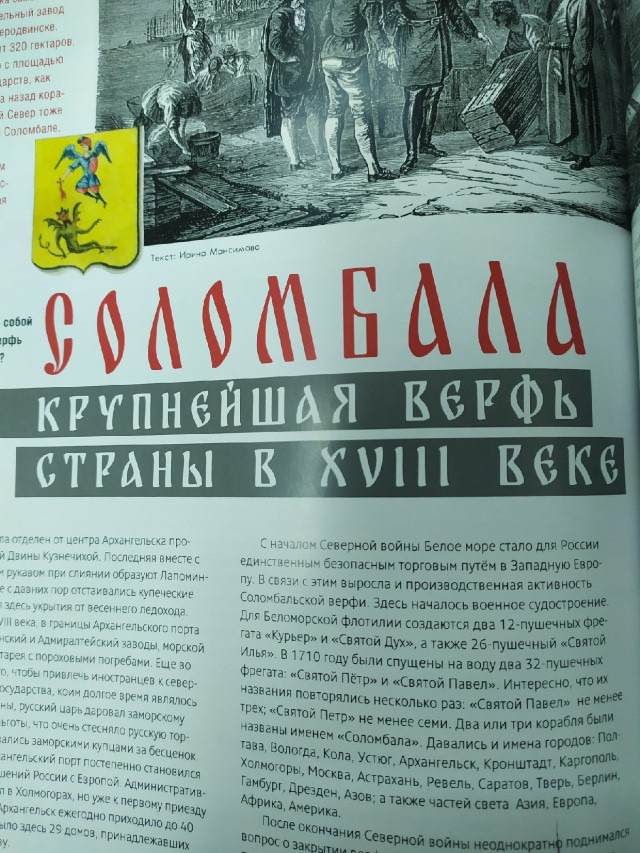 ельный завод
еродвинске.
т 320 гектаров,
о с площадью
дарств, как
а назад кора-
й Север тоже
Соломбале,
Текст: Ирина Максимова
собой
ерфь
?
СОЛОМБАЛА
КРУПНЕЙШАЯ ВЕРФЬ
СТРАНЫ В XVIII ВЕКЕ
ла отделен от центра Архангельска про-
й Двины Кузнечихой. Последняя вместе с
м рукавом при слиянии образуют Лапомин-
е с давних пор отстаивались купеческие
я здесь укрытия от весеннего ледохода.
VIII века, в границы Архангельского порта
нский и Адмиралтейский заводы, морской
тарея с пороховыми погребами. Еще во
го, чтобы привлечь иностранцев к север-
государства, коим долгое время являлось
ны, русский царь даровал заморскому
ьготы, что очень стесняло русскую тор-
вались заморскими купцами за бесценок
нгельский порт постепенно становился
шений России с Европой. Административ-
в Холмогорах, но уже к первому приезду
Архангельск ежегодно приходило до 40
ыло здесь 29 домов, принадлежавших
ву.
С началом Северной войны Белое море стало для России
единственным безопасным торговым путём в Западную Евро-
пу. В связи с этим выросла и производственная активность
Соломбальской верфи. Здесь началось военное судостроение.
Для Беломорской флотилии создаются два 12-пушечных фре-
гата «Курьер» и «Святой Дух», а также 26-пушечный «Святой
Илья». В 1710 году были спущены на воду два 32-пушечных
фрегата: «Святой Пётр» и «Святой Павел». Интересно, что их
названия повторялись несколько раз: «Святой Павел» не менее
трех; «Святой Петр» не менее семи. Два или три корабля были
названы именем «Соломбала». Давались и имена городов: Пол-
тава, Вологда, Кола, Устюг, Архангельск, Кронштадт, Каргополь,
Холмогоры, Москва, Астрахань, Ревель, Саратов, Тверь, Берлин,
Гамбург, Дрезден, Азов; а также частей света Азия, Европа,
Африка, Америка.
После окончания Северной войны неоднократно поднимался
вопрос о закрытии